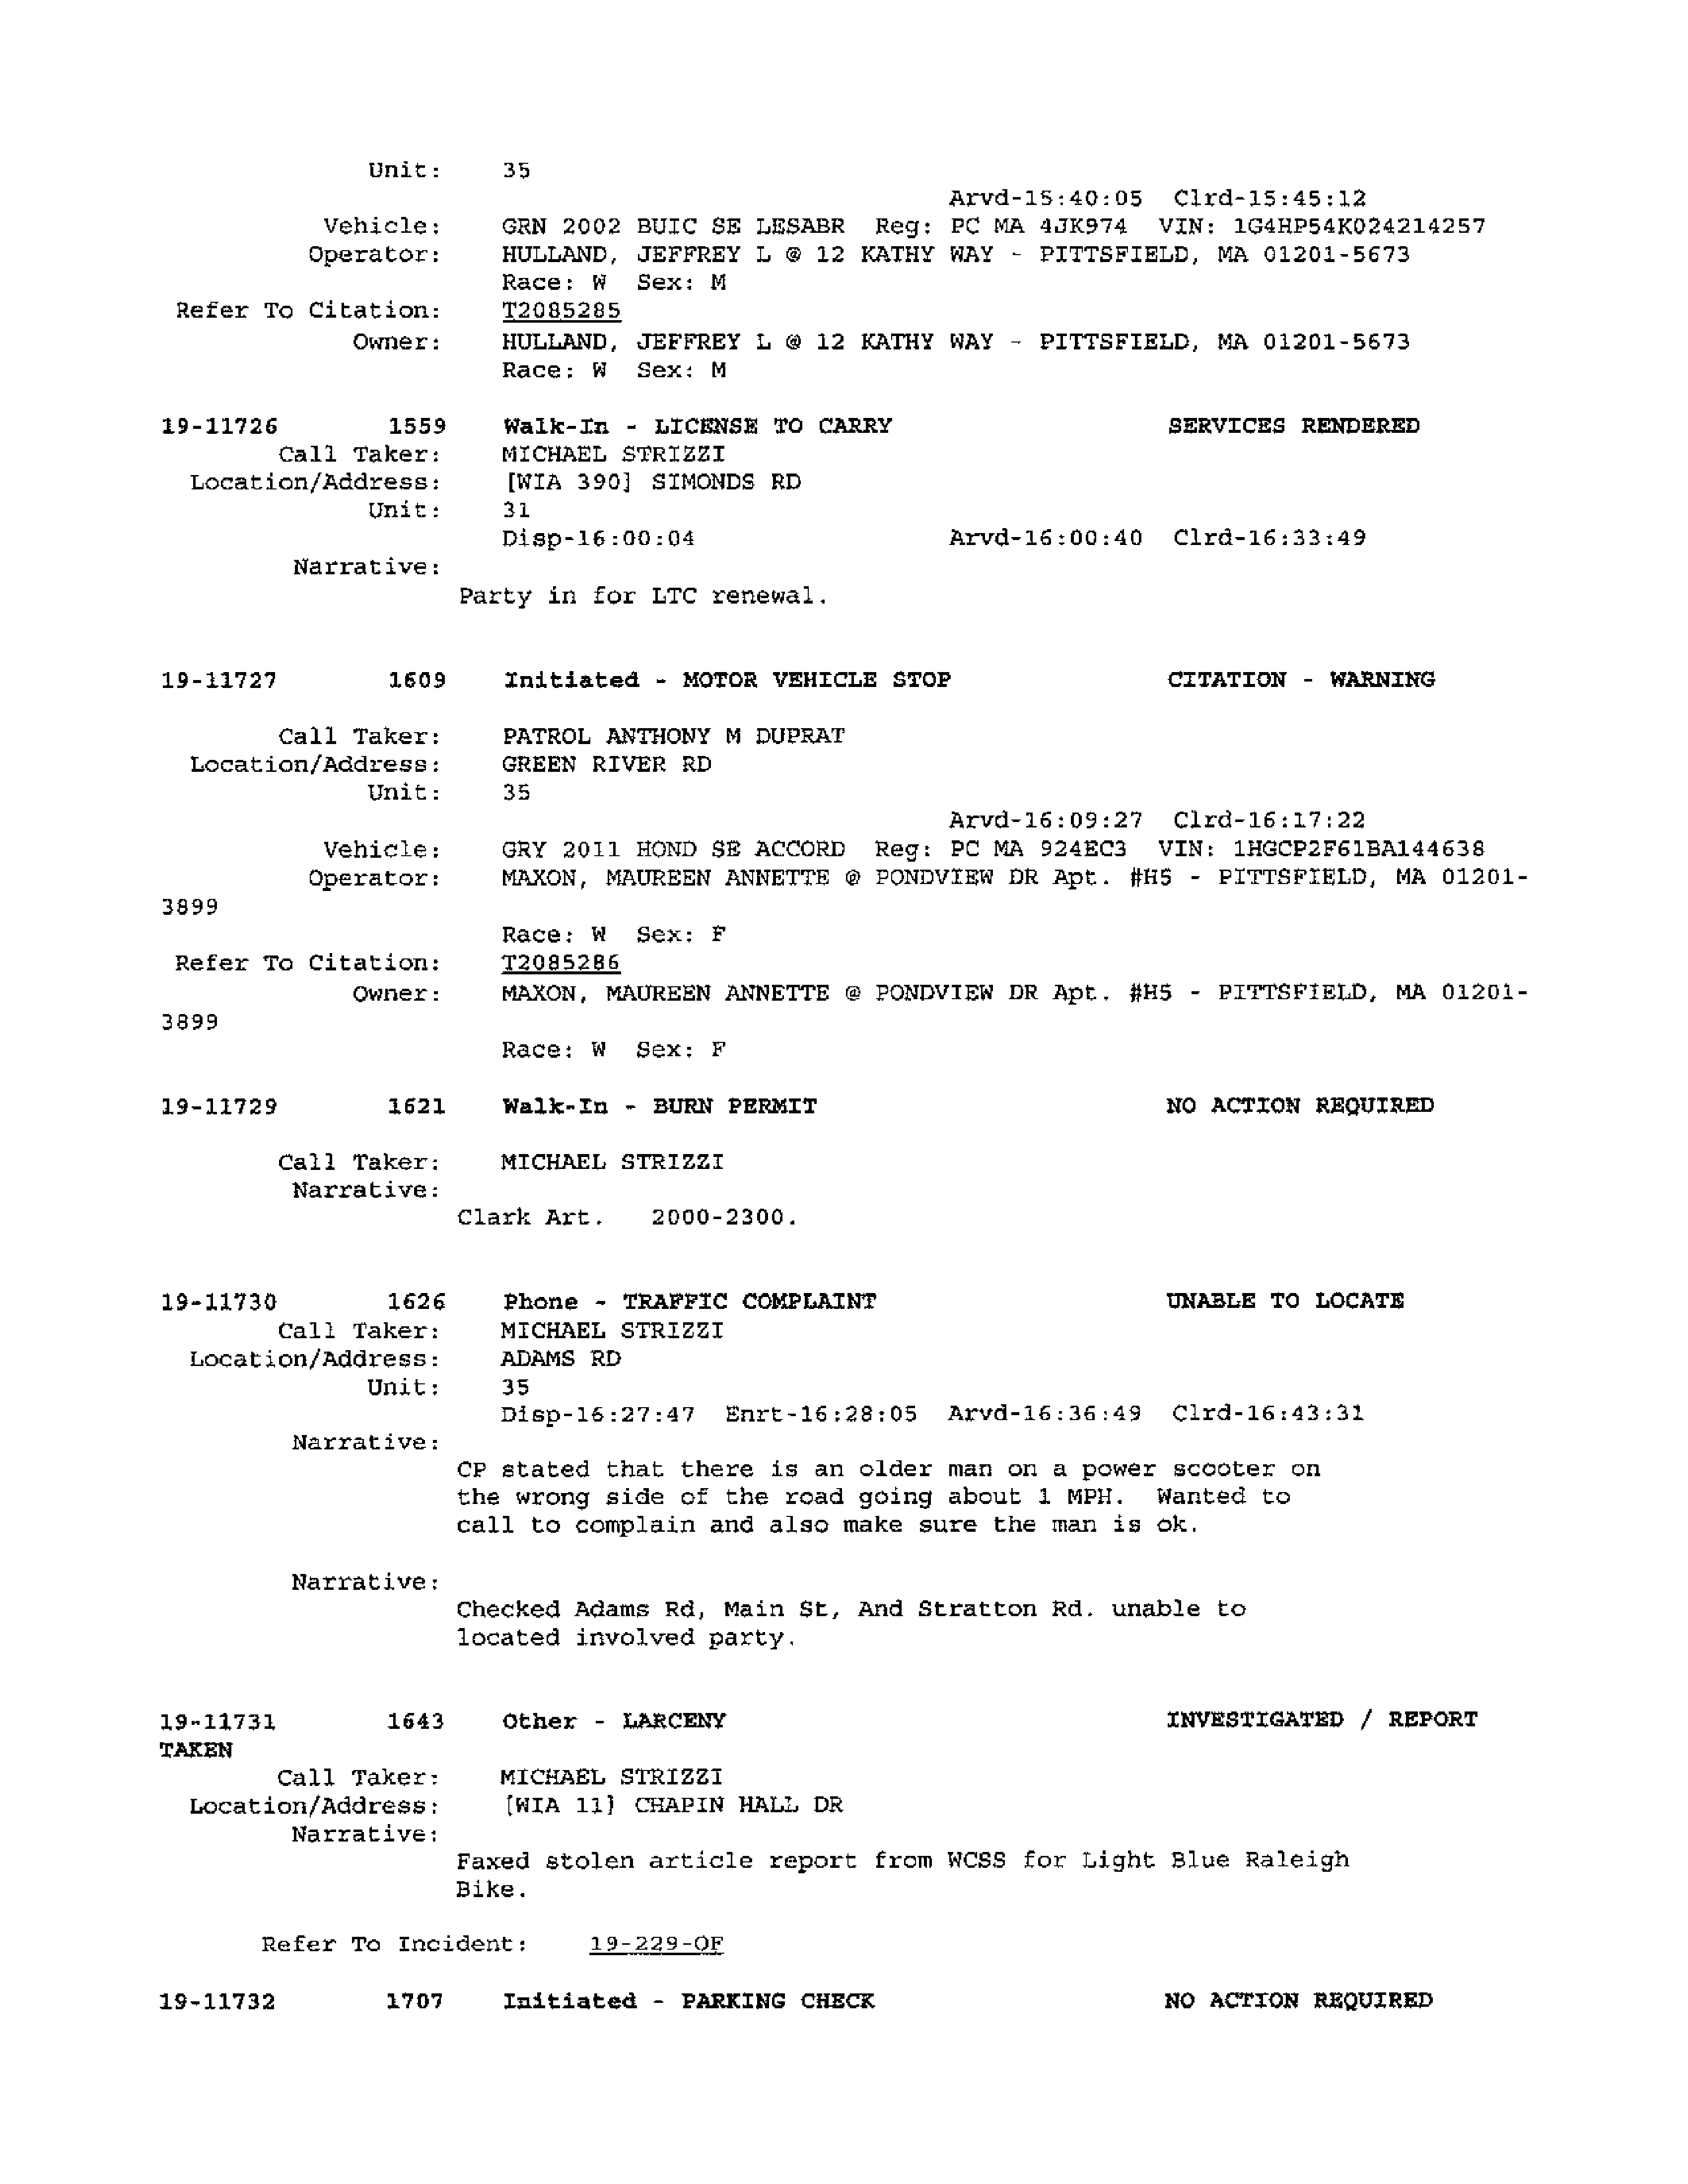 Unit: 35
Arvd-15:40:05 Clrd-15:45:12
Vehicle: GRN 2002 BUIC SE LESABR Reg: PC MA 4JK974 VIN: 1G4HP54K024214257
Operator: HULLAND, JEFFREY L @ 12 KATHY WAY - PITTSFIELD, MA 01201-5673
Race: W Sex: M
Refer To Citation: T2085285
Owner: HULLAND, JEFFREY L @ 12 KATHY WAY - PITTSFIELD, MA 01201-5673
Race: W Sex: M
19-11726 1559 Walk-In - LICENSE TO CARRY SERVICES RENDERED
Call Taker: MICHAEL STRIZZI
Location/Address: [WIA 390] SIMONDS RD
Unit: 31
Disp-16:00:04 Arvd-16:00:40 Clrd-16:33:49
Narrative:
Party in for LTC renewal.
19-11727 1609 Initiated - MOTOR VEHICLE STOP CITATION - WARNING
Call Taker: PATROL ANTHONY M DUPRAT
Location/Address: GREEN RIVER RD
Unit: 35
Arvd-16:09:27 Clrd-16:17:22
Vehicle: GRY 2011 HOND SE ACCORD Reg: PC MA 924EC3 VIN: 1HGCP2F61BA144638
Operator: MAXON, MAUREEN ANNETTE @ PONDVIEW DR Apt. #H5 - PITTSFIELD, MA 01201-
3899
Race: W Sex: F
Refer To Citation: T2085286
Owner: MAXON, MAUREEN ANNETTE @ PONDVIEW DR Apt. #H5 - PITTSFIELD, MA 01201-
3899
Race: W Sex: F
19-11729 1621 Walk-In - BURN PERMIT NO ACTION REQUIRED
Call Taker: MICHAEL STRIZZI
Narrative:
Clark Art. 2000-2300.
19-11730 1626 Phone - TRAFFIC COMPLAINT UNABLE TO LOCATE
Call Taker: MICHAEL STRIZZI
Location/Address: ADAMS RD
Unit: 35
Disp-16:27:47 Enrt-16:28:05 Arvd-16:36:49 Clrd-16:43:31
Narrative:
CP stated that there is an older man on a power scooter on
the wrong side of the road going about 1 MPH. Wanted to
call to complain and also make sure the man is ok.
Narrative:
Checked Adams Rd, Main St, And Stratton Rd. unable to
located involved party.
19-11731 1643 Other - LARCENY INVESTIGATED / REPORT
TAKEN
Call Taker: MICHAEL STRIZZI
Location/Address: [WIA 11] CHAPIN HALL DR
Narrative:
Faxed stolen article report from WCSS for Light Blue Raleigh
Bike.
Refer To Incident: 19-229-OF
19-11732 1707 Initiated - PARKING CHECK NO ACTION REQUIRED